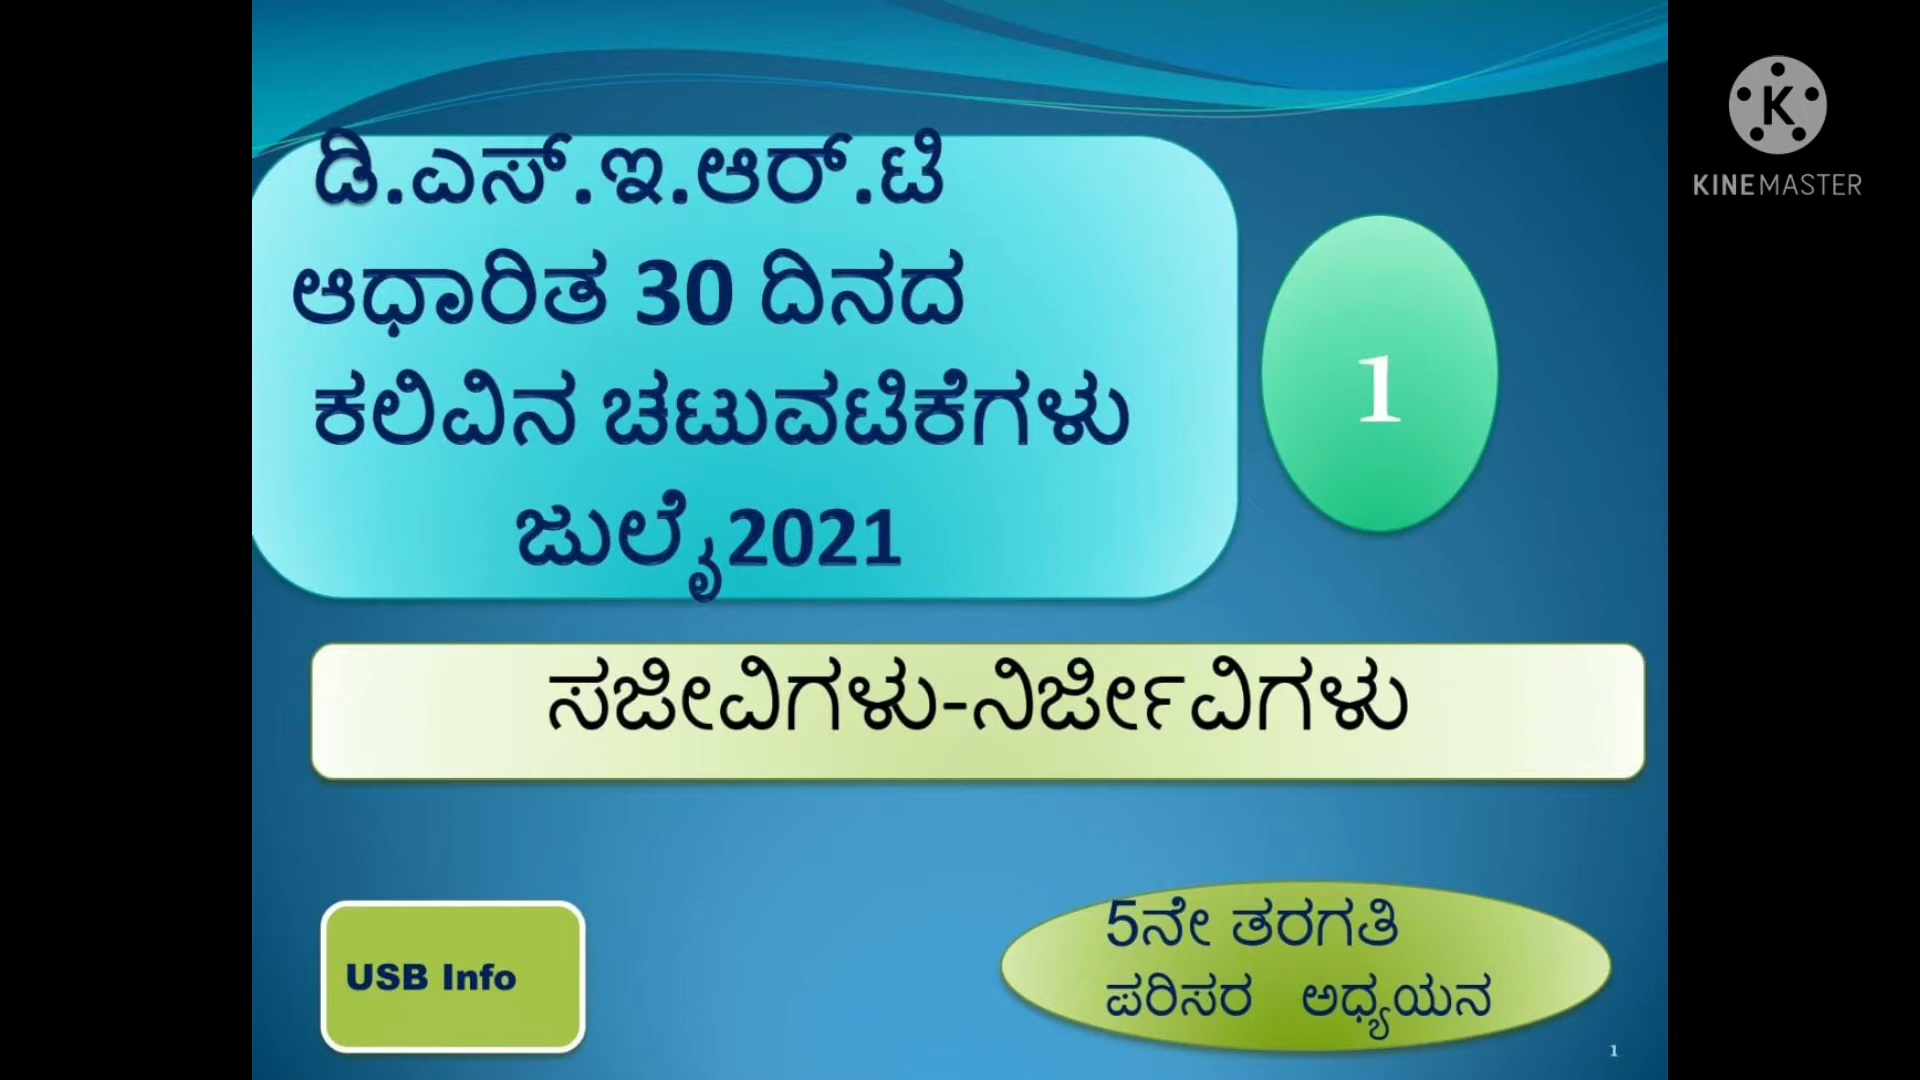 ಡಿ.ಎಸ್.ಇ.ಆರ್.ಟಿ
ಆಧಾರಿತ 30 ದಿನದ
ಕಲಿವಿನ ಚಟುವಟಿಕೆಗಳು
ಜುಲೈ2021
1
K
KINEMASTER
ಸಜೀವಿಗಳು-ನಿರ್ಜೀವಿಗಳು
USB Info
5ನೇ ತರಗತಿ
ಪರಿಸರ ಅಧ್ಯಯನ
1